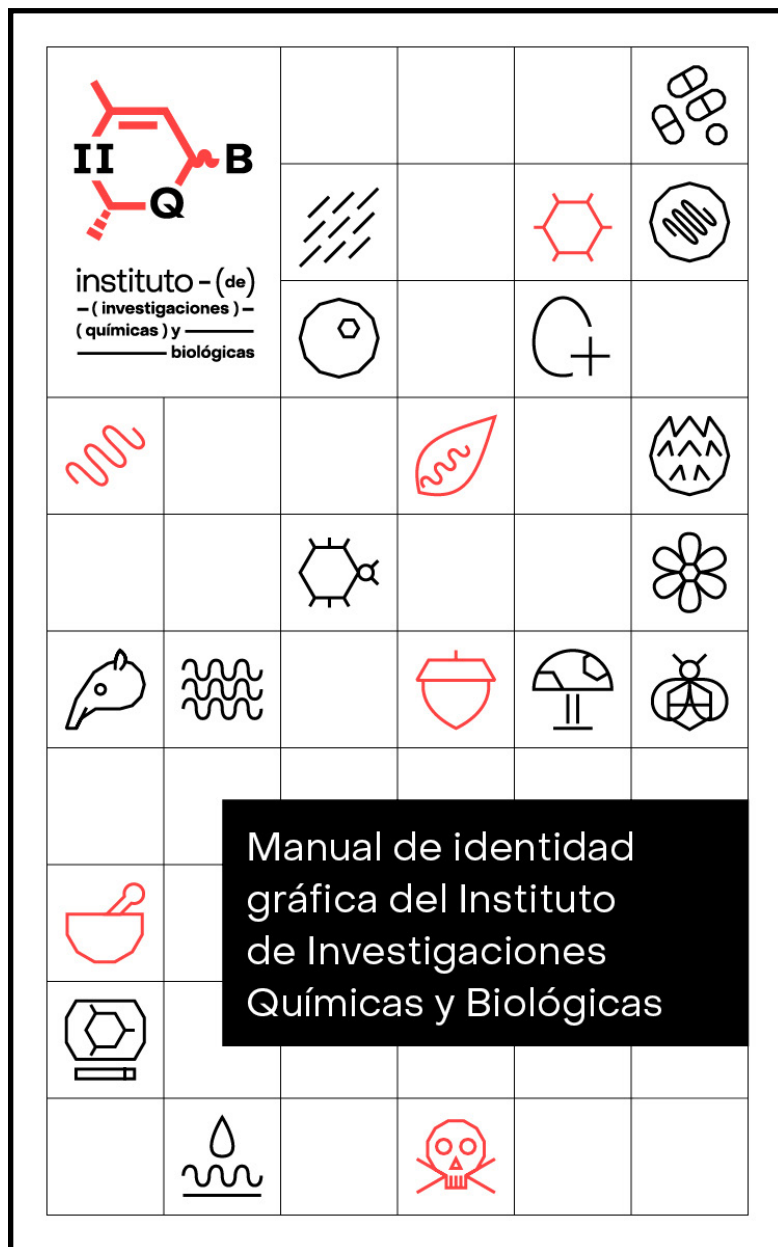 II
B
Q
instituto – (de)
– ( investigaciones ) –
( químicas ) y ———
——— biológicas
Manual de identidad
gráfica del Instituto
de Investigaciones
Químicas y Biológicas